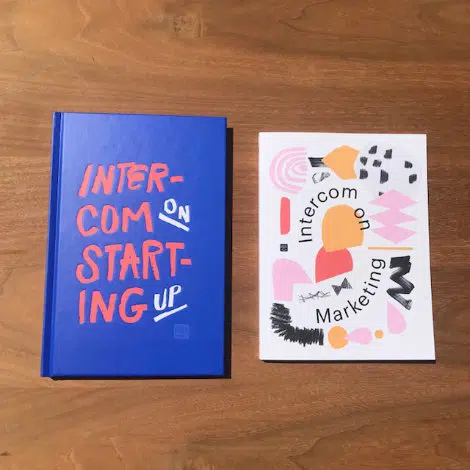 INTER-
COM ON
START-
ING UP
Intercom on
Marketing